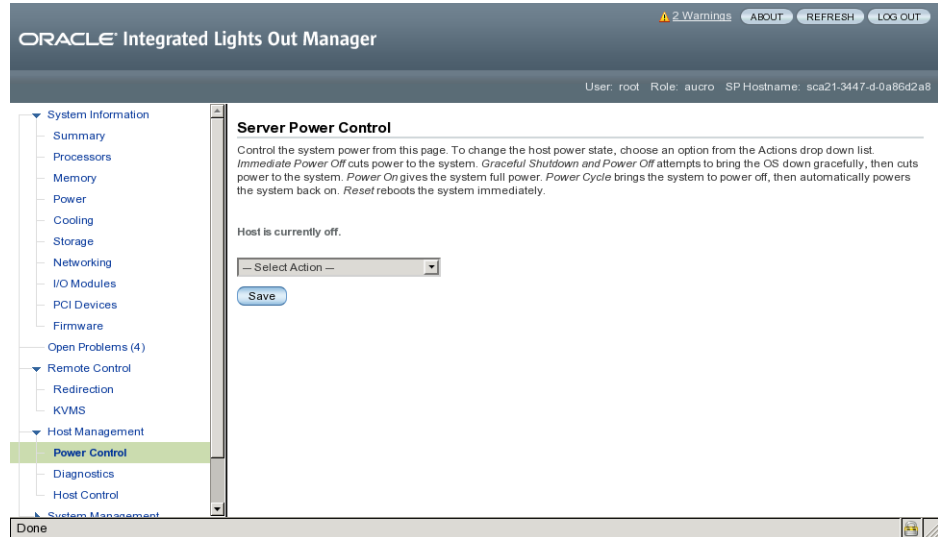 2 Warnings ABOUT REFRESH LOG OUT
ORACLE Integrated Lights Out Manager
User: root Role: aucro SP Hostname: sca21-3447-d-0a86d2a8
System Information
Summary
Processors
Memory
Power
Cooling
Storage
Networking
I/O Modules
PCI Devices
Firmware
Open Problems (4)
Remote Control
Redirection
KVMS
Host Management
Power Control
Diagnostics
Host Control
System Management
Server Power Control
Control the system power from this page. To change the host power state, choose an option from the Actions drop down list.
Immediate Power Off cuts power to the system. Graceful Shutdown and Power Off attempts to bring the OS down gracefully, then cuts
power to the system. Power On gives the system full power. Power Cycle brings the system to power off, then automatically powers
the system back on. Reset reboots the system immediately.
Host is currently off.
— Select Action —
Save
Done